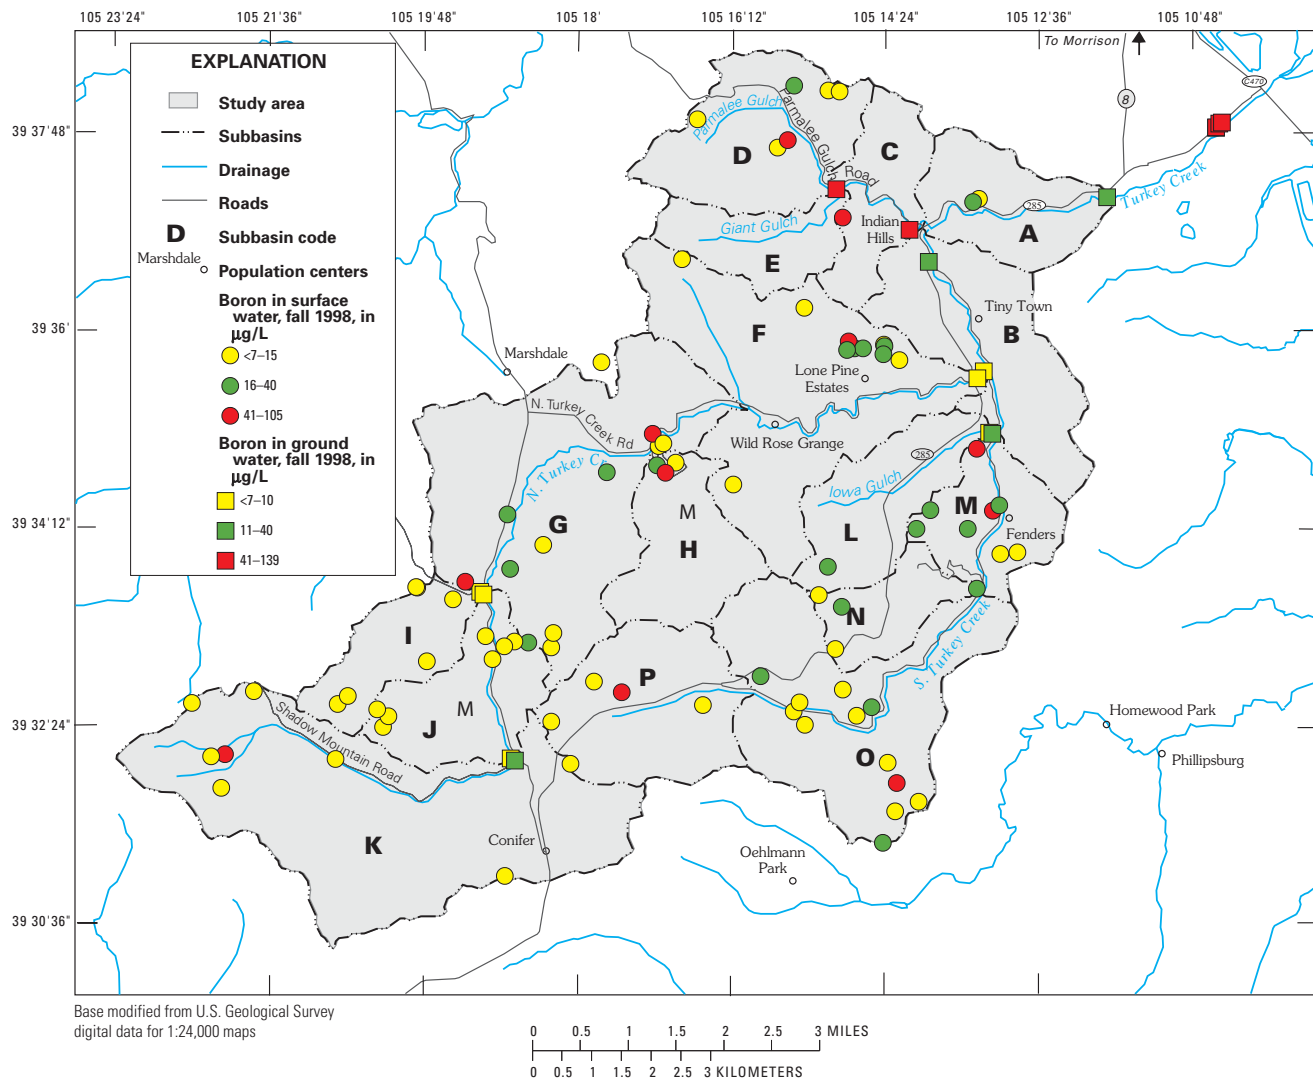 105 23'24"
105 21'36"
105 19'48"
105 18'
105 16'12"
105 14'24"
105 12'36"
105 10'48"
To Morrison
EXPLANATION
Study area
Subbasins
Drainage
Roads
D
Subbasin code
Marshdale
Population centers
Boron in surface
water, fall 1998, in
µg/L
<7–15
16–40
41–105
Boron in ground
water, fall 1998, in
µg/L
<7–10
11–40
41–139
39 37'48"
39 36'
39 34'12"
39 32'24"
39 30'36"
C470
8
Parmalee Gulch
Parmalee Gulch
Road
D
C
Turkey Creek
285
A
Giant Gulch
Indian
Hills
E
Tiny Town
B
F
Marshdale
Lone Pine
Estates
N. Turkey Creek Rd
Wild Rose Grange
N. Turkey Cr
285
Iowa Gulch
G
M
H
L
M
Fenders
I
N
S. Turkey Creek
P
J
M
Shadow Mountain Road
Homewood Park
Phillipsburg
O
K
Conifer
Oehlmann
Park
Base modified from U.S. Geological Survey
digital data for 1:24,000 maps
0 0.5 1 1.5 2 2.5 3 MILES
0 0.5 1 1.5 2 2.5 3 KILOMETERS